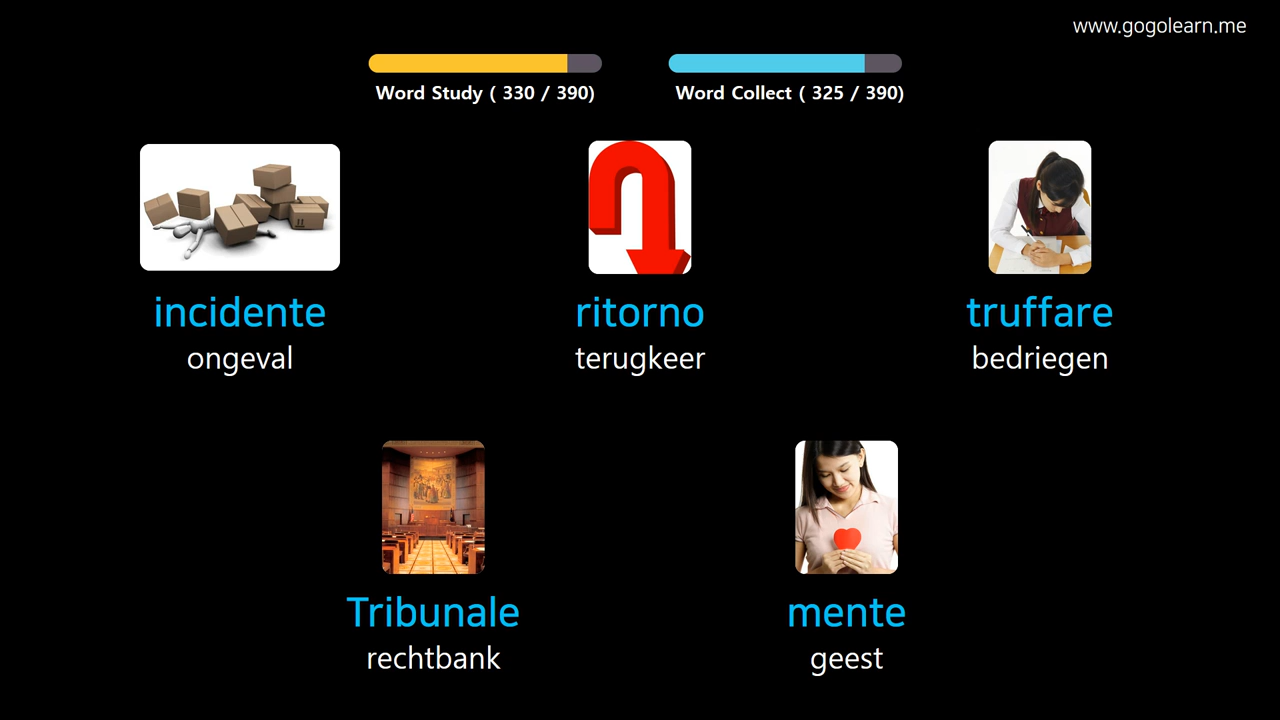 www.gogolearn.me
Word Study ( 330 / 390)
Word Collect ( 325 / 390)
incidente
ongeval
ritorno
terugkeer
truffare
bedriegen
Tribunale
rechtbank
mente
geest